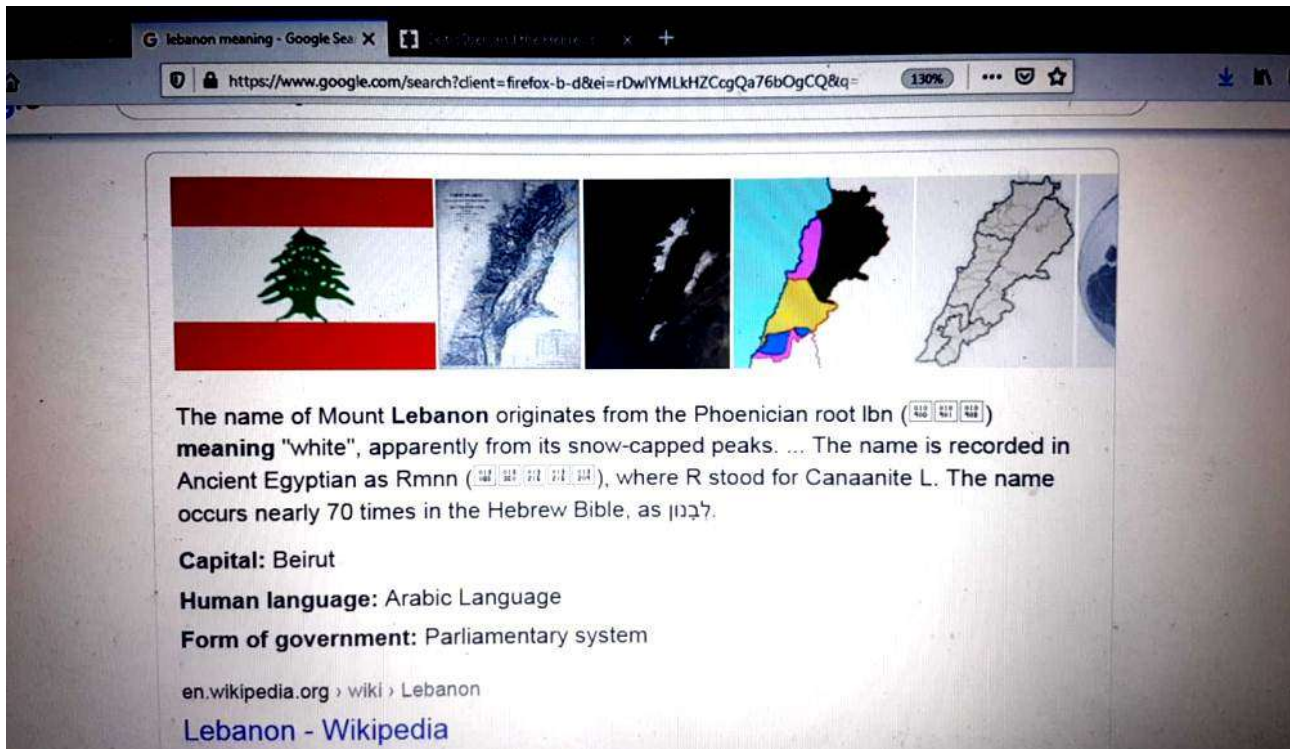 lebanon meaning - Google Sea
https://www.google.com/search?client=firefox-b-d&ei=rDwlYMLkHZCcgQa76bOgCQ&q=
130%
The name of Mount Lebanon originates from the Phoenician root lbn ( )
meaning "white", apparently from its snow-capped peaks. ... The name is recorded in
Ancient Egyptian as Rmnn ( ), where R stood for Canaanite L. The name
occurs nearly 70 times in the Hebrew Bible, as לְבָנוֹן.
Capital: Beirut
Human language: Arabic Language
Form of government: Parliamentary system
en.wikipedia.org › wiki › Lebanon
Lebanon - Wikipedia